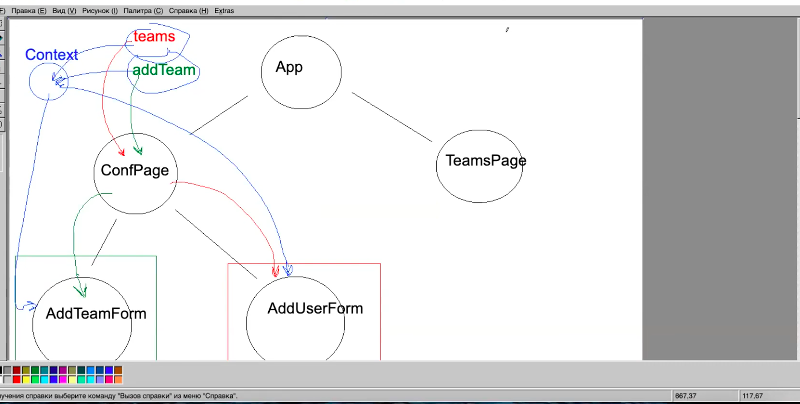 Правка (E) Вид (V) Рисунок (I) Палитра (C) Справка (H) Extras
teams
Context
addTeam
App
ConfPage
TeamsPage
AddTeamForm
AddUserForm
лучения справки выберите команду "Вызов справки" из меню "Справка".
867,37
117,67